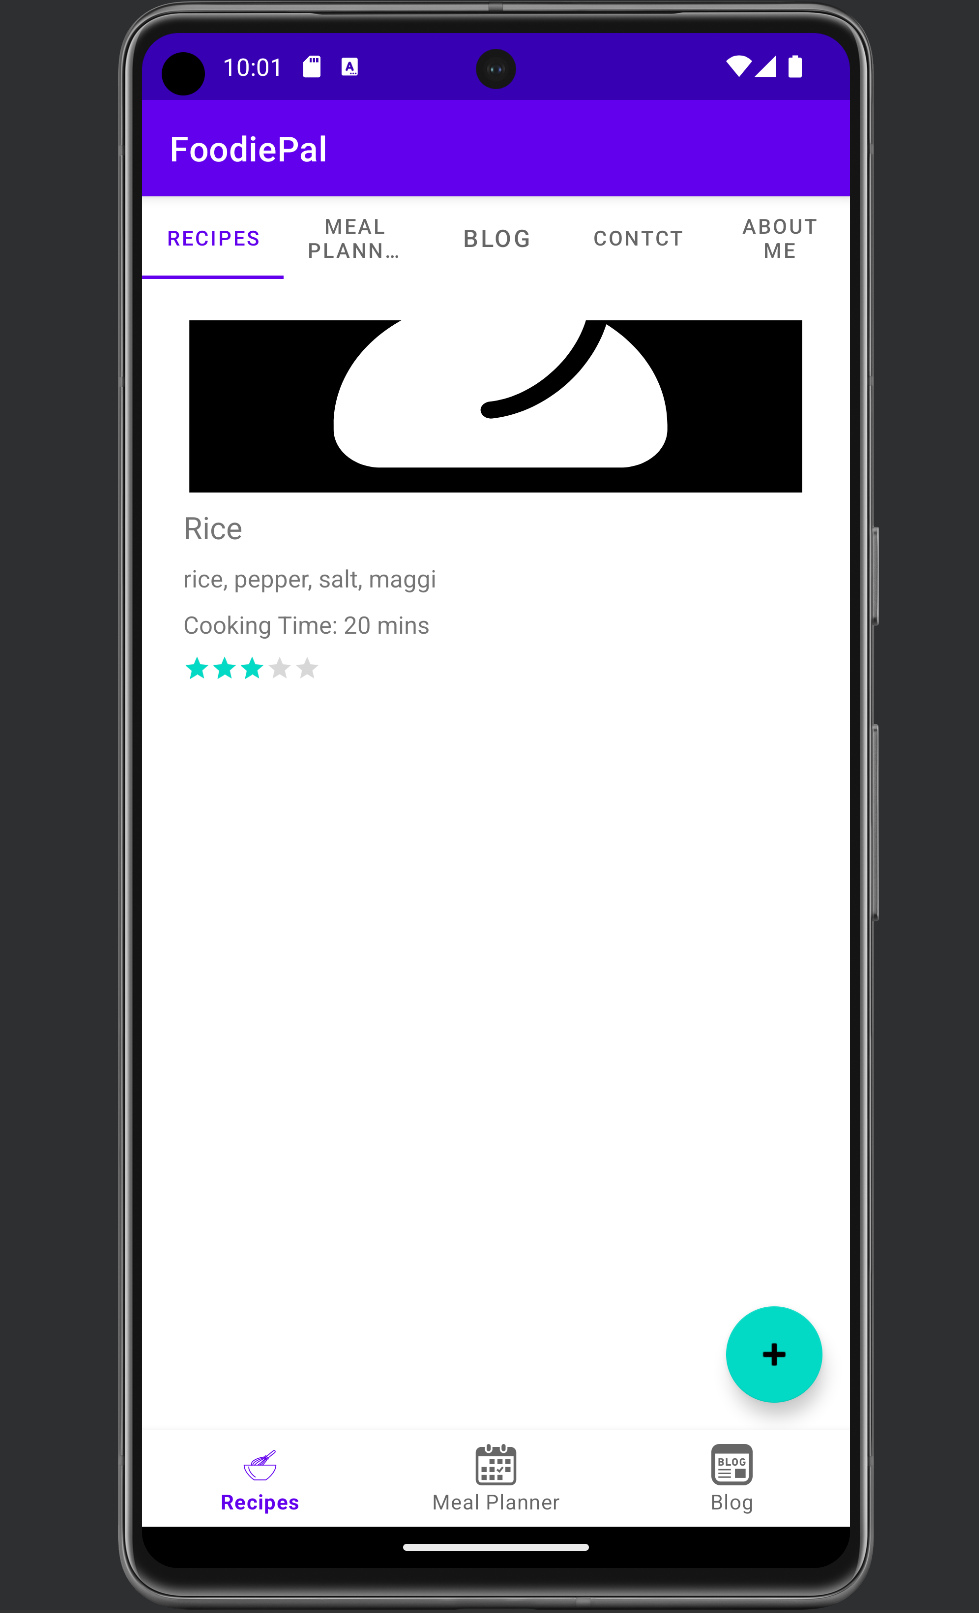 10:01
FoodiePal
RECIPES
MEAL PLANN…
BLOG
CONTCT
ABOUT ME
Rice
rice, pepper, salt, maggi
Cooking Time: 20 mins
+
BLOG
Recipes
Meal Planner
Blog